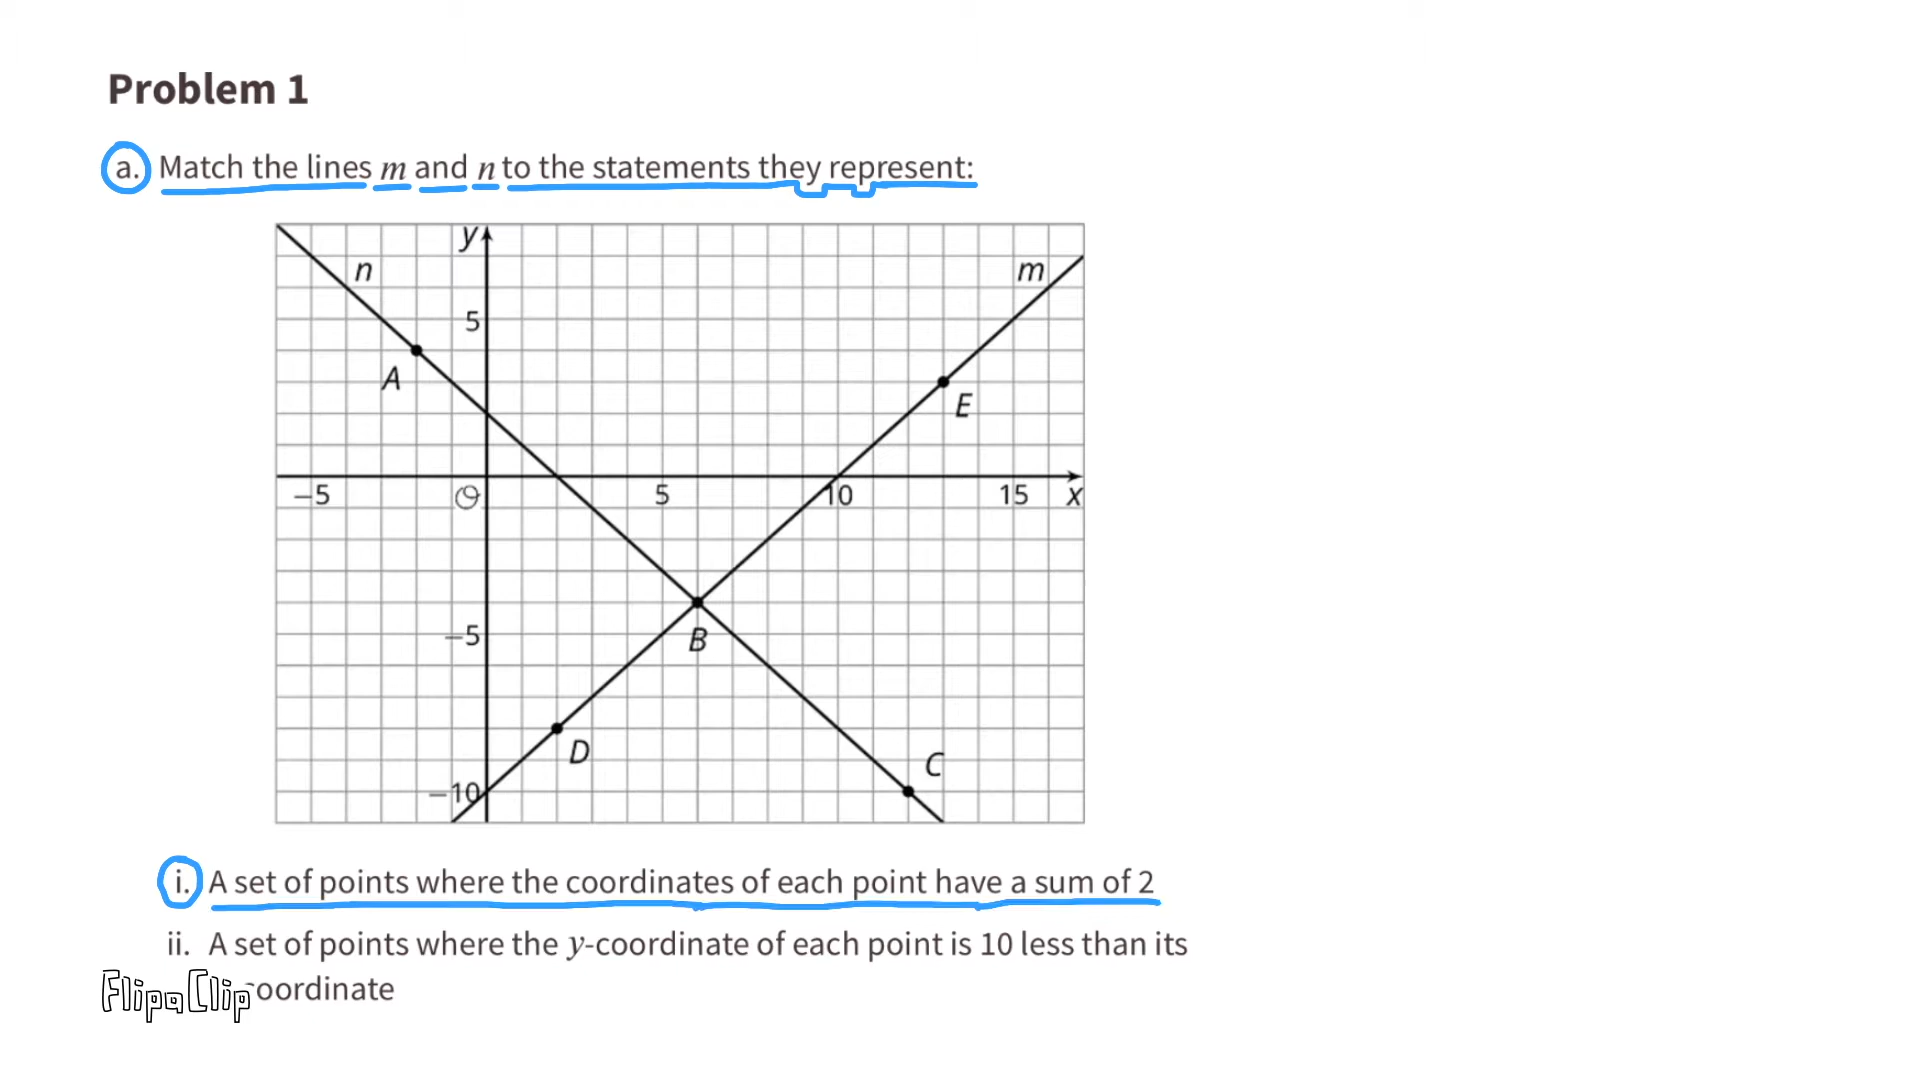 Problem 1
a. Match the lines m and n to the statements they represent:
y
n
m
5
A
E
−5
O
5
10
15
x
−5
B
D
C
−10
i. A set of points where the coordinates of each point have a sum of 2
ii. A set of points where the y-coordinate of each point is 10 less than its
coordinate
FlipaClip